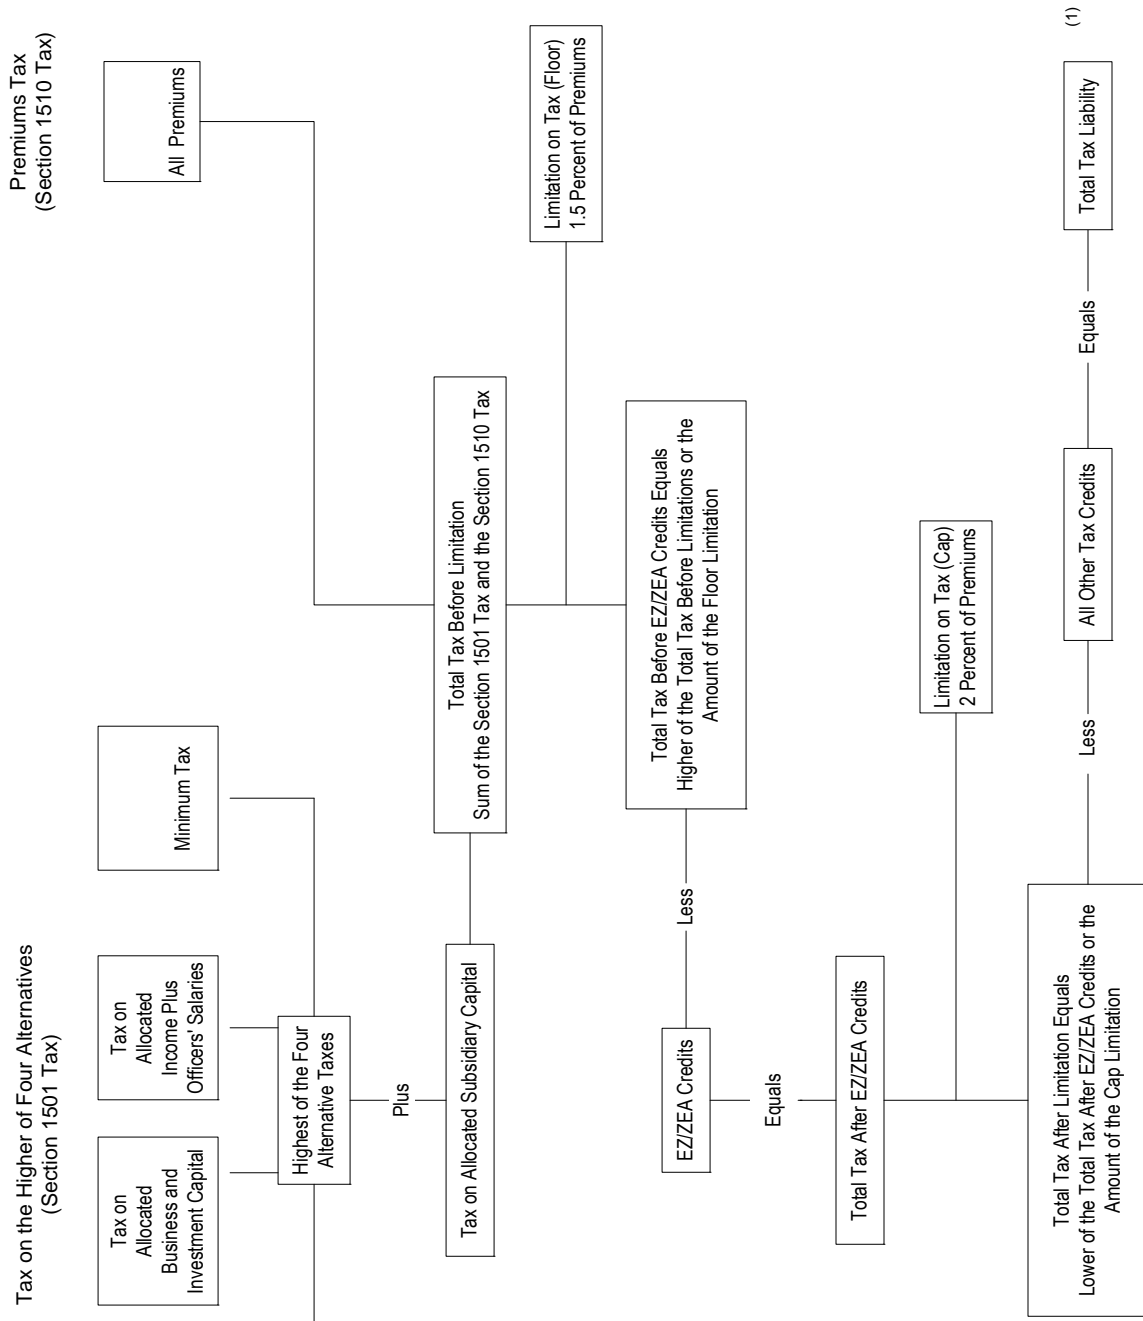 Tax on the Higher of Four Alternatives
(Section 1501 Tax)
Premiums Tax
(Section 1510 Tax)
Tax on
Allocated
Business and
Investment Capital
Tax on
Allocated
Income Plus
Officers' Salaries
Minimum Tax
All Premiums
Highest of the Four
Alternative Taxes
Plus
Tax on Allocated Subsidiary Capital
Total Tax Before Limitation
Sum of the Section 1501 Tax and the Section 1510 Tax
Limitation on Tax (Floor)
1.5 Percent of Premiums
Total Tax Before EZ/ZEA Credits Equals
Higher of the Total Tax Before Limitations or the
Amount of the Floor Limitation
Less
EZ/ZEA Credits
Equals
Total Tax After EZ/ZEA Credits
Limitation on Tax (Cap)
2 Percent of Premiums
Total Tax After Limitation Equals
Lower of the Total Tax After EZ/ZEA Credits or the
Amount of the Cap Limitation
Less
All Other Tax Credits
Equals
Total Tax Liability
(1)